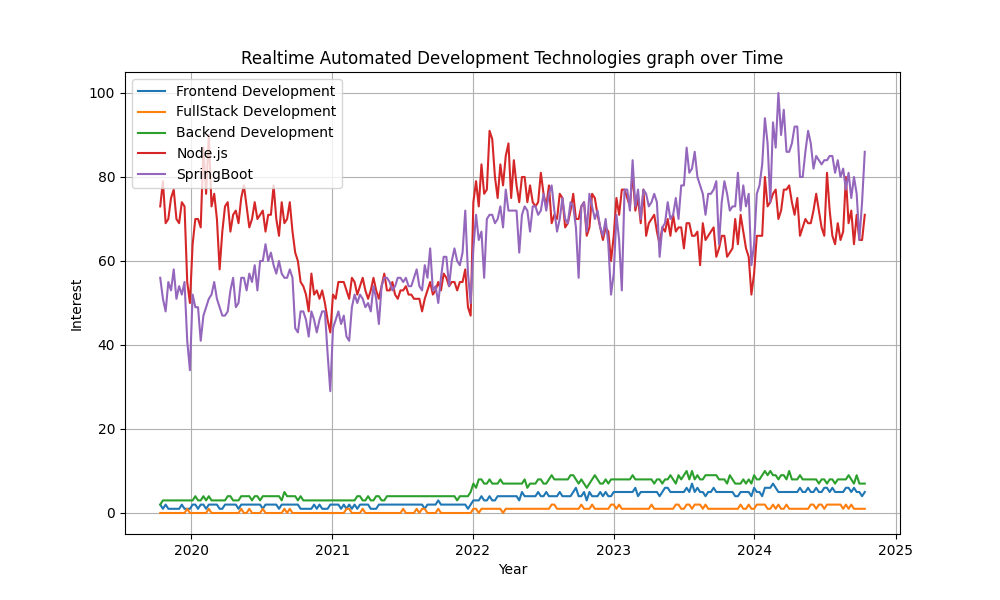 Realtime Automated Development Technologies graph over Time
100
80
60
40
20
0
Interest
Frontend Development
FullStack Development
Backend Development
Node.js
SpringBoot
2020
2021
2022
2023
2024
2025
Year